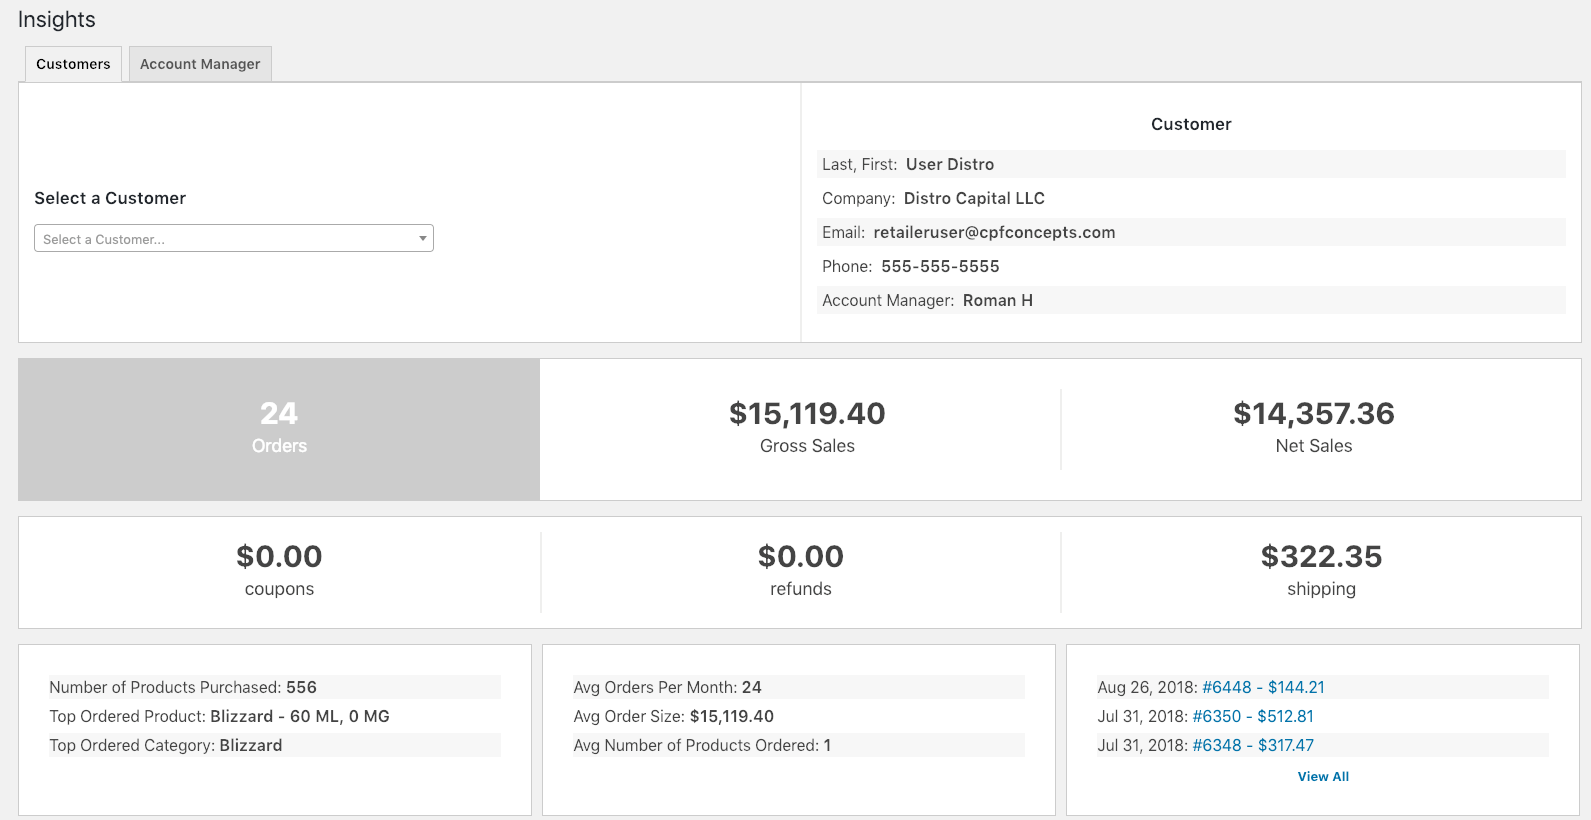 Insights
Customers
Account Manager
Select a Customer
Select a Customer...
Customer
Last, First: User Distro
Company: Distro Capital LLC
Email: retaileruser@cpfconcepts.com
Phone: 555-555-5555
Account Manager: Roman H
24
Orders
$15,119.40
Gross Sales
$14,357.36
Net Sales
$0.00
coupons
$0.00
refunds
$322.35
shipping
Number of Products Purchased: 556
Top Ordered Product: Blizzard - 60 ML, 0 MG
Top Ordered Category: Blizzard
Avg Orders Per Month: 24
Avg Order Size: $15,119.40
Avg Number of Products Ordered: 1
Aug 26, 2018: #6448 - $144.21
Jul 31, 2018: #6350 - $512.81
Jul 31, 2018: #6348 - $317.47
View All